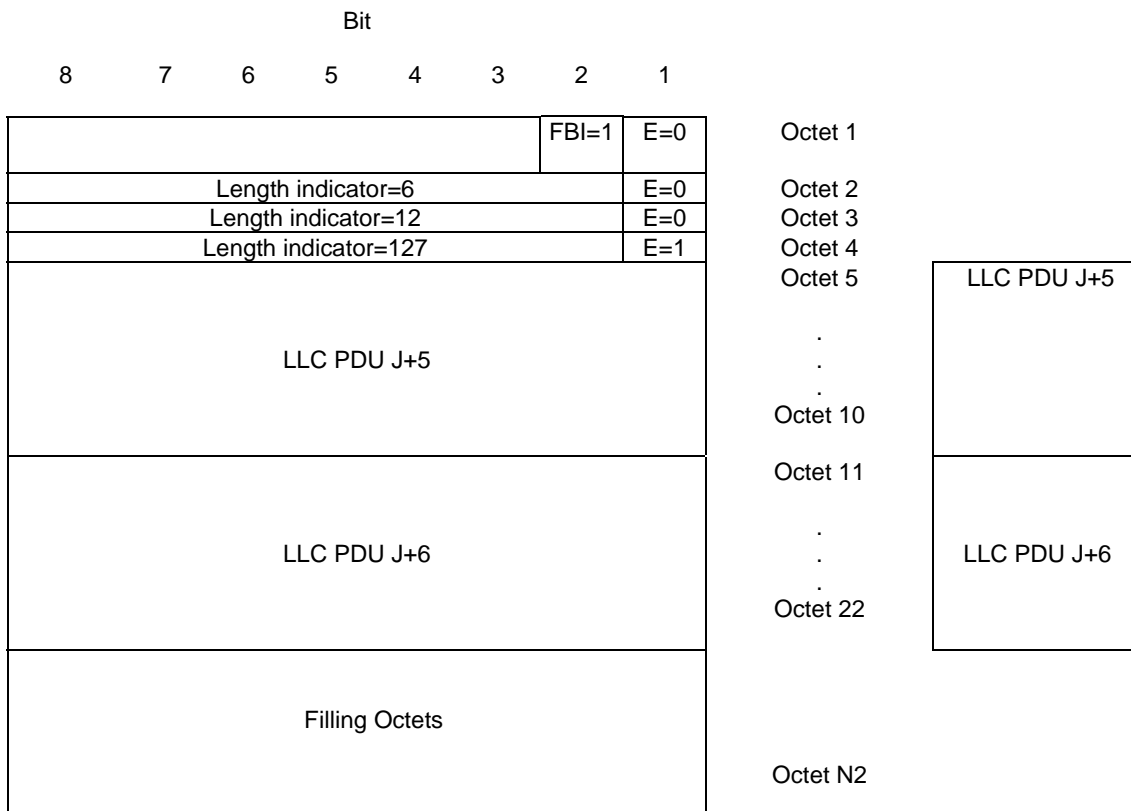 Bit
8 7 6 5 4 3 2 1
FBI=1 E=0 Octet 1
Length indicator=6 E=0 Octet 2
Length indicator=12 E=0 Octet 3
Length indicator=127 E=1 Octet 4
Octet 5 LLC PDU J+5
.
LLC PDU J+5 .
.
Octet 10
Octet 11
.
LLC PDU J+6 . LLC PDU J+6
.
Octet 22
Filling Octets
Octet N2